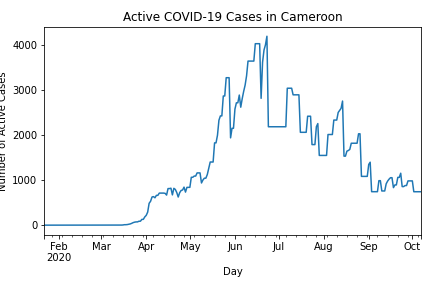 Active COVID-19 Cases in Cameroon
Number of Active Cases
4000
3000
2000
1000
0
Feb Mar Apr May Jun Jul Aug Sep Oct
2020
Day